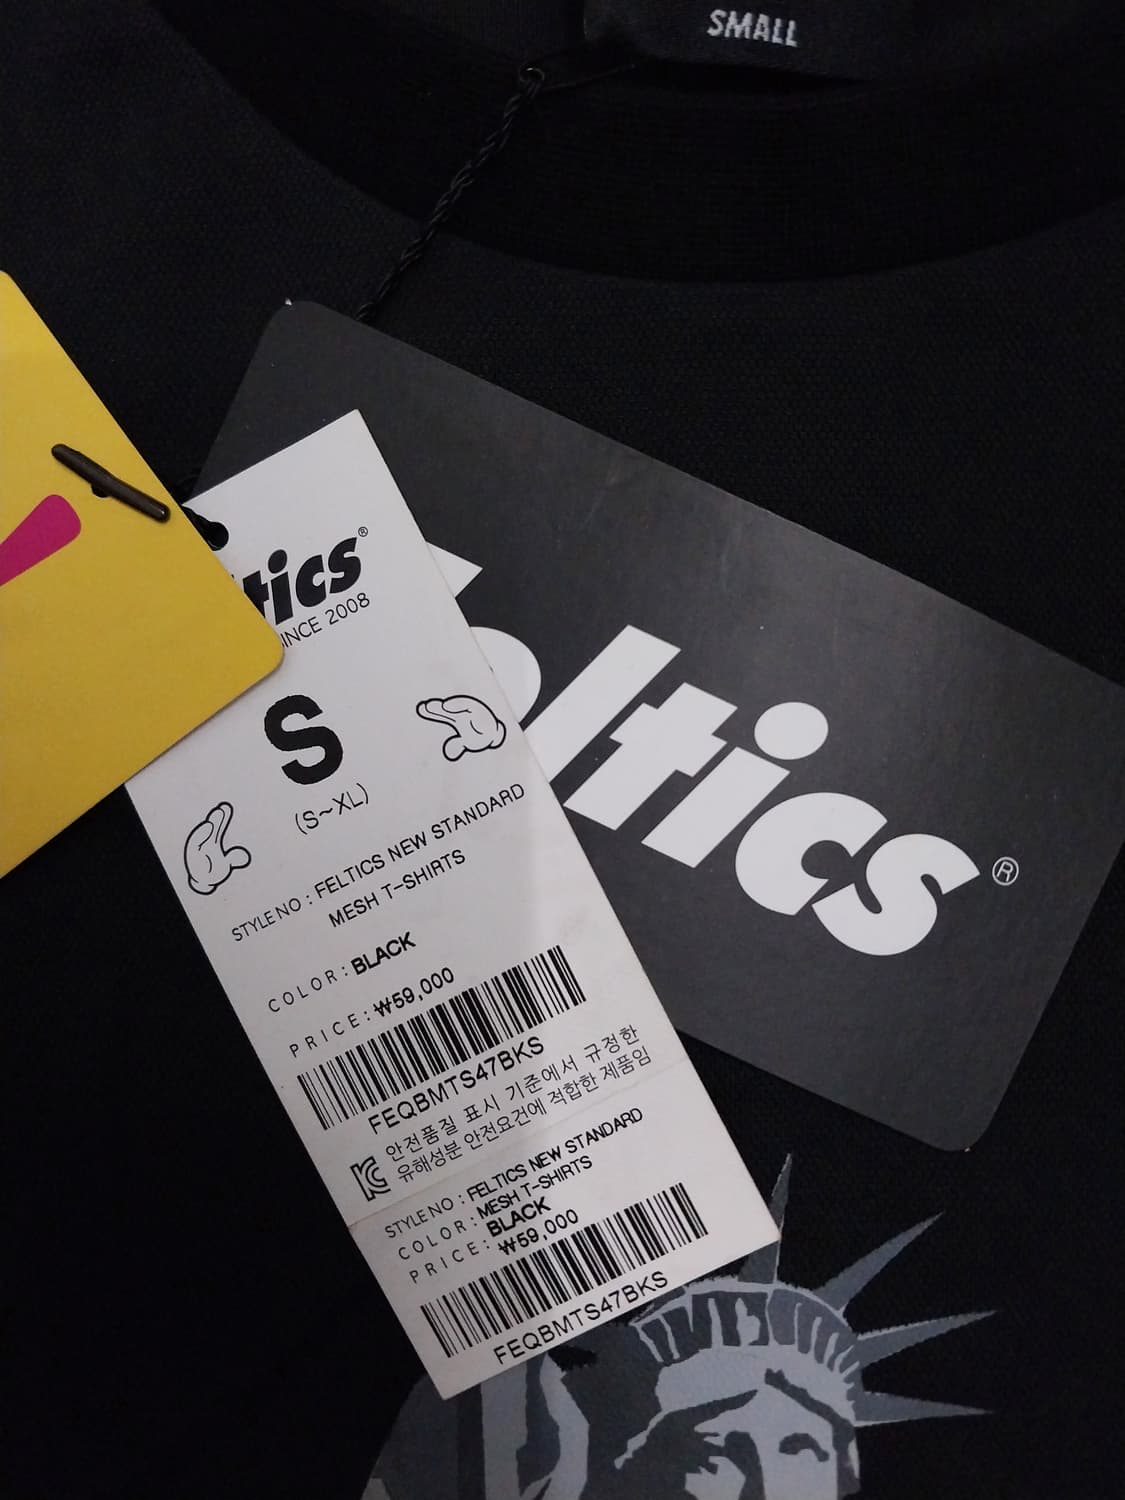 SMALL
ltics®
tics®
SINCE 2008
S
(S~XL)
STYLE NO : FELTICS NEW STANDARD
MESH T-SHIRTS
COLOR : BLACK
PRICE: ₩59,000
FEQBMTS47BKS
안전품질 표시 기준에서 규정한
유해성분 안전요건에 적합한 제품임
STYLE NO : FELTICS NEW STANDARD
MESH T-SHIRTS
COLOR : BLACK
PRICE: ₩59,000
FEQBMTS47BKS